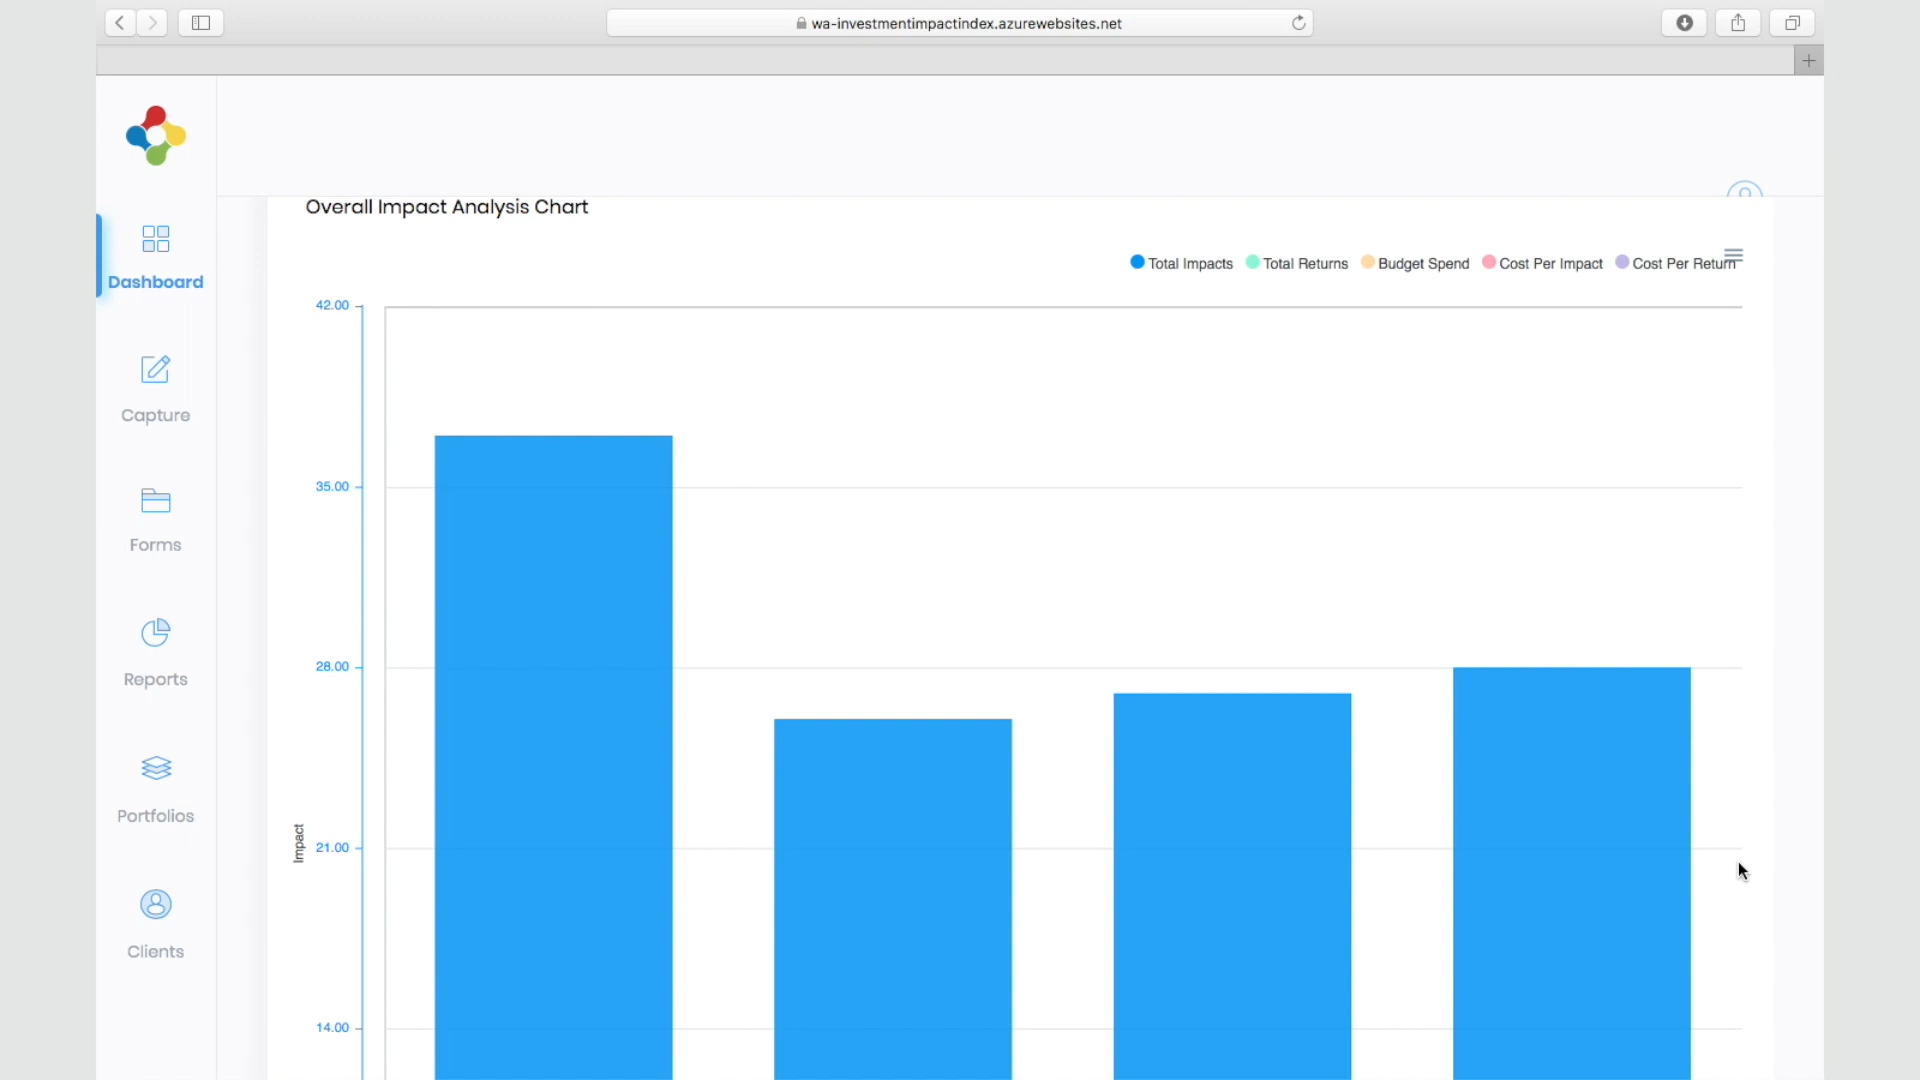 wa-investmentimpactindex.azurewebsites.net
Overall Impact Analysis Chart
Total Impacts Total Returns Budget Spend Cost Per Impact Cost Per Return
Dashboard
Capture
Forms
Reports
Portfolios
Clients
42.00
35.00
28.00
21.00
14.00
Impact